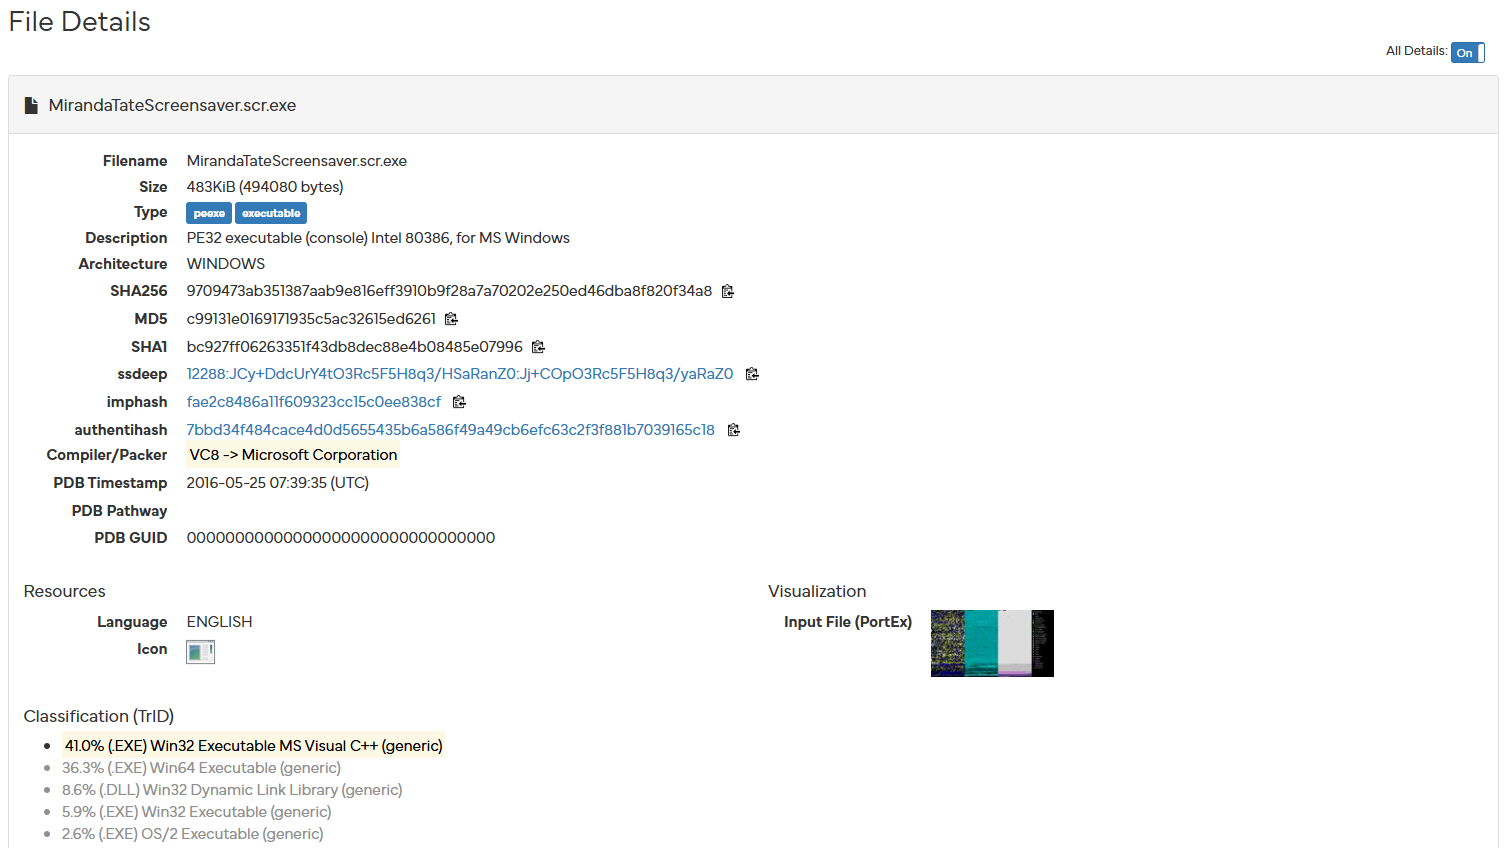 File Details
All Details: On
MirandaTateScreensaver.scr.exe
Filename MirandaTateScreensaver.scr.exe
Size 483KiB (494080 bytes)
Type peexe executable
Description PE32 executable (console) Intel 80386, for MS Windows
Architecture WINDOWS
SHA256 9709473ab351387aab9e816eff3910b9f28a7a70202e250ed46dba8f820f34a8
MD5 c99131e0169171935c5ac32615ed6261
SHA1 bc927ff06263351f43db8dec88e4b08485e07996
ssdeep 12288:JCy+DdcUrY4tO3Rc5F5H8q3/HSaRanZ0:Jj+COpO3Rc5F5H8q3/yaRaZ0
imphash fae2c8486a11f609323cc15c0ee838cf
authentihash 7bbd34f484cace4d0d5655435b6a586f49a49cb6efc63c2f3f881b7039165c18
Compiler/Packer VC8 -> Microsoft Corporation
PDB Timestamp 2016-05-25 07:39:35 (UTC)
PDB Pathway
PDB GUID 00000000000000000000000000000000
Resources
Language ENGLISH
Icon
Visualization
Input File (PortEx)
Classification (TrID)
41.0% (.EXE) Win32 Executable MS Visual C++ (generic)
36.3% (.EXE) Win64 Executable (generic)
8.6% (.DLL) Win32 Dynamic Link Library (generic)
5.9% (.EXE) Win32 Executable (generic)
2.6% (.EXE) OS/2 Executable (generic)